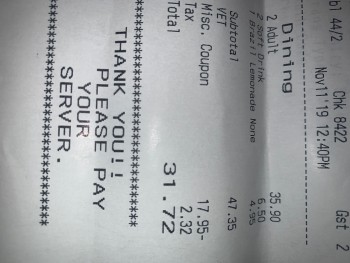 bl 44/2 Chk 8422 Gst 2
Nov11'19 12:40PM
Dining
2 Adult 35.90
2 Soft Drink 6.50
Brazil Lemonade None 4.95
Subtotal 47.35
VET
Misc. Coupon 17.95-
Tax 2.32
Total 31.72
********************************
THANK YOU!!
PLEASE PAY
YOUR
SERVER.
********************************